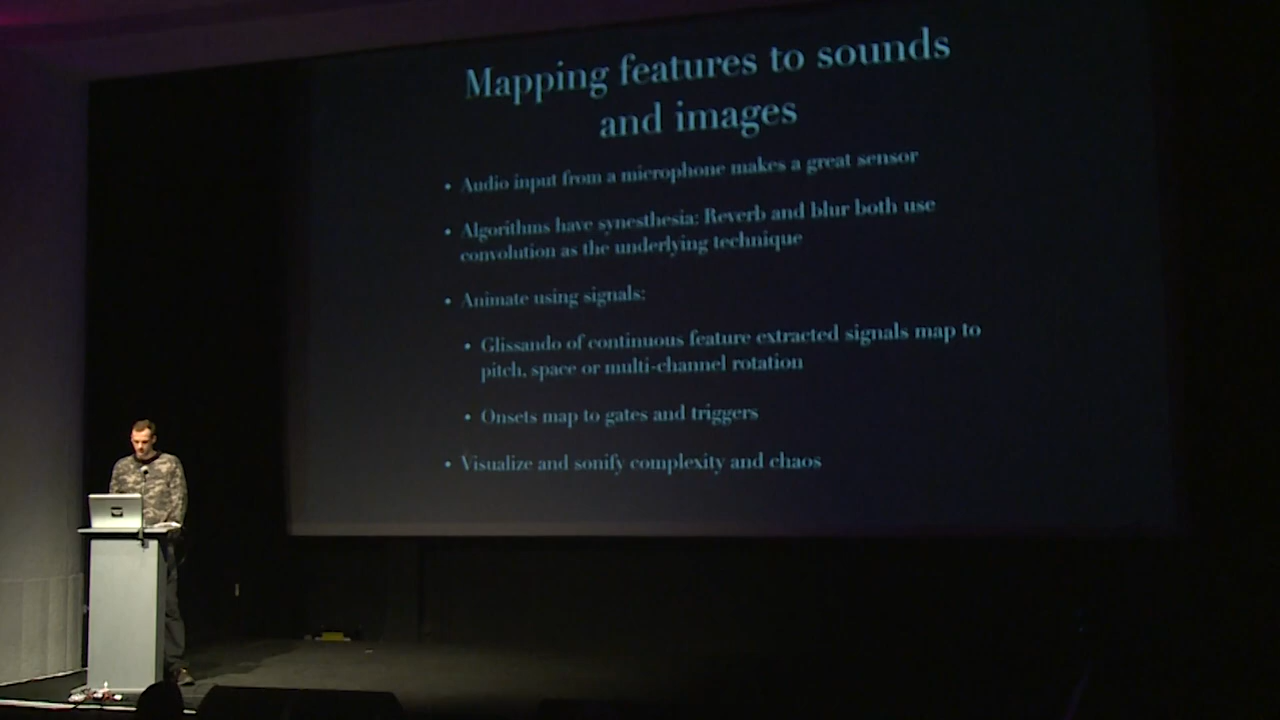 Mapping features to sounds
and images
• Audio input from a microphone makes a great sensor
• Algorithms have synesthesia: Reverb and blur both use
convolution as the underlying technique
• Animate using signals:
• Glissando of continuous feature extracted signals map to
pitch, space or multi-channel rotation
• Onsets map to gates and triggers
• Visualize and sonify complexity and chaos